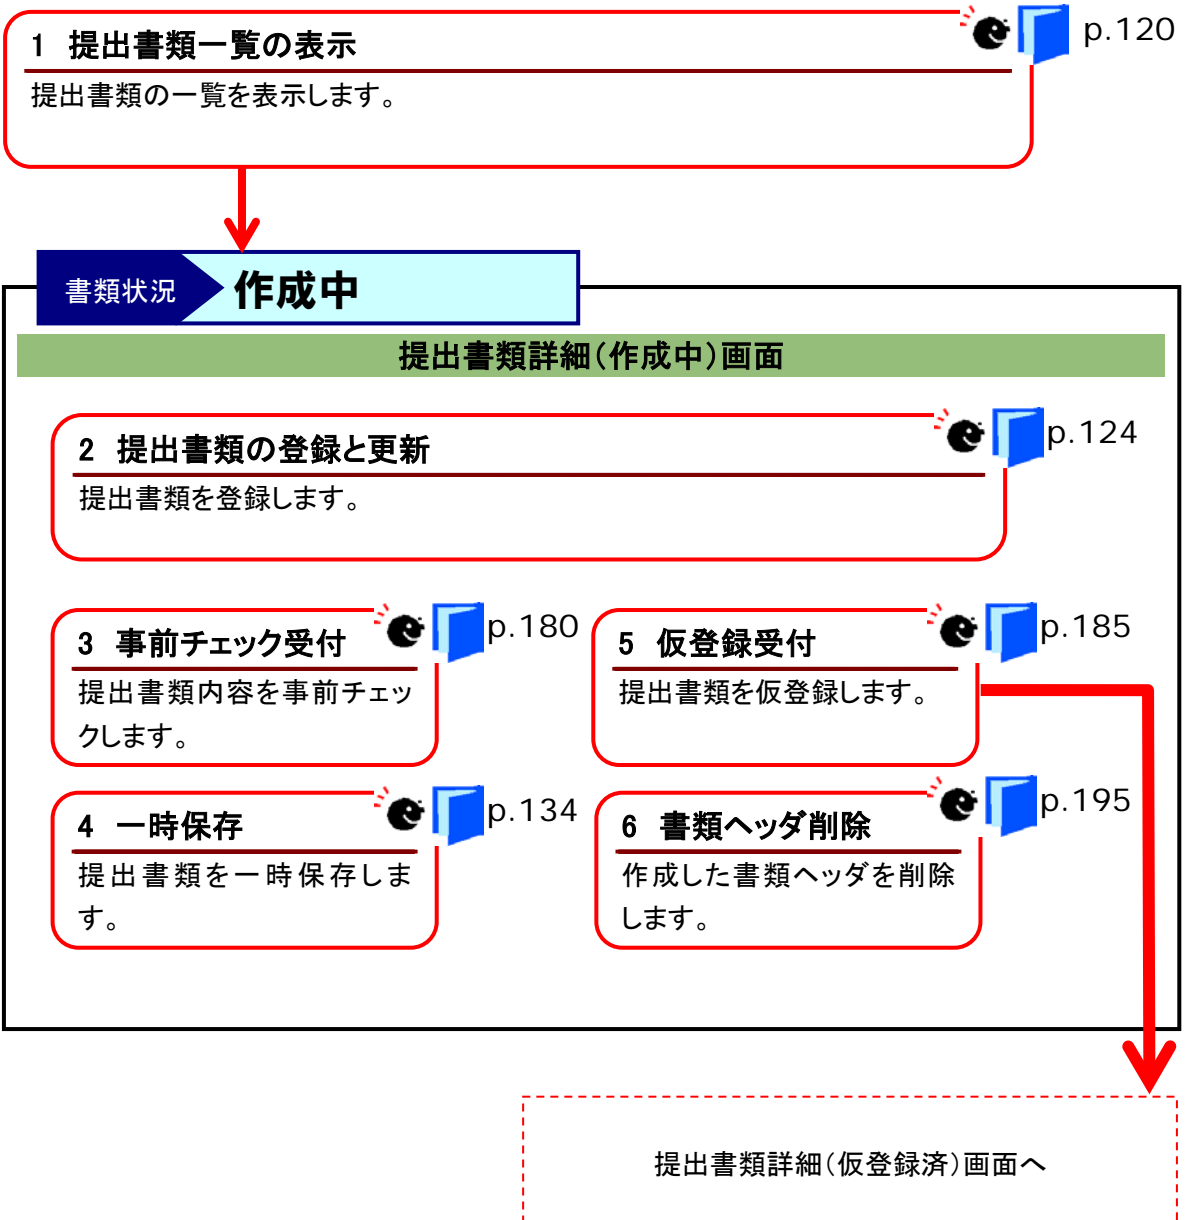 1 提出書類一覧の表示
p.120
提出書類の一覧を表示します。
書類状況
作成中
提出書類詳細(作成中)画面
2 提出書類の登録と更新
p.124
提出書類を登録します。
3 事前チェック受付
p.180
提出書類内容を事前チェッ
クします。
5 仮登録受付
p.185
提出書類を仮登録します。
4 一時保存
p.134
提出書類を一時保存しま
す。
6 書類ヘッダ削除
p.195
作成した書類ヘッダを削除
します。
提出書類詳細(仮登録済)画面へ